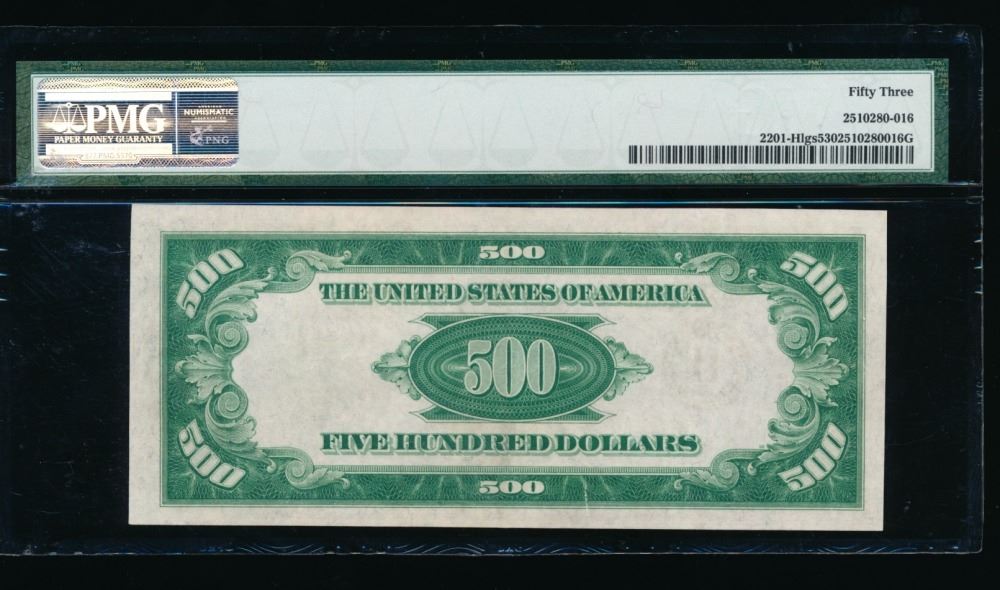 Fifty Three
PMG
PAPER MONEY GUARANTY
NUMISMATIC
PNG
2510280-016
2201-Hlgs5302510280016G
500
500 500
THE UNITED STATES OF AMERICA
500
FIVE HUNDRED DOLLARS
500 500
500